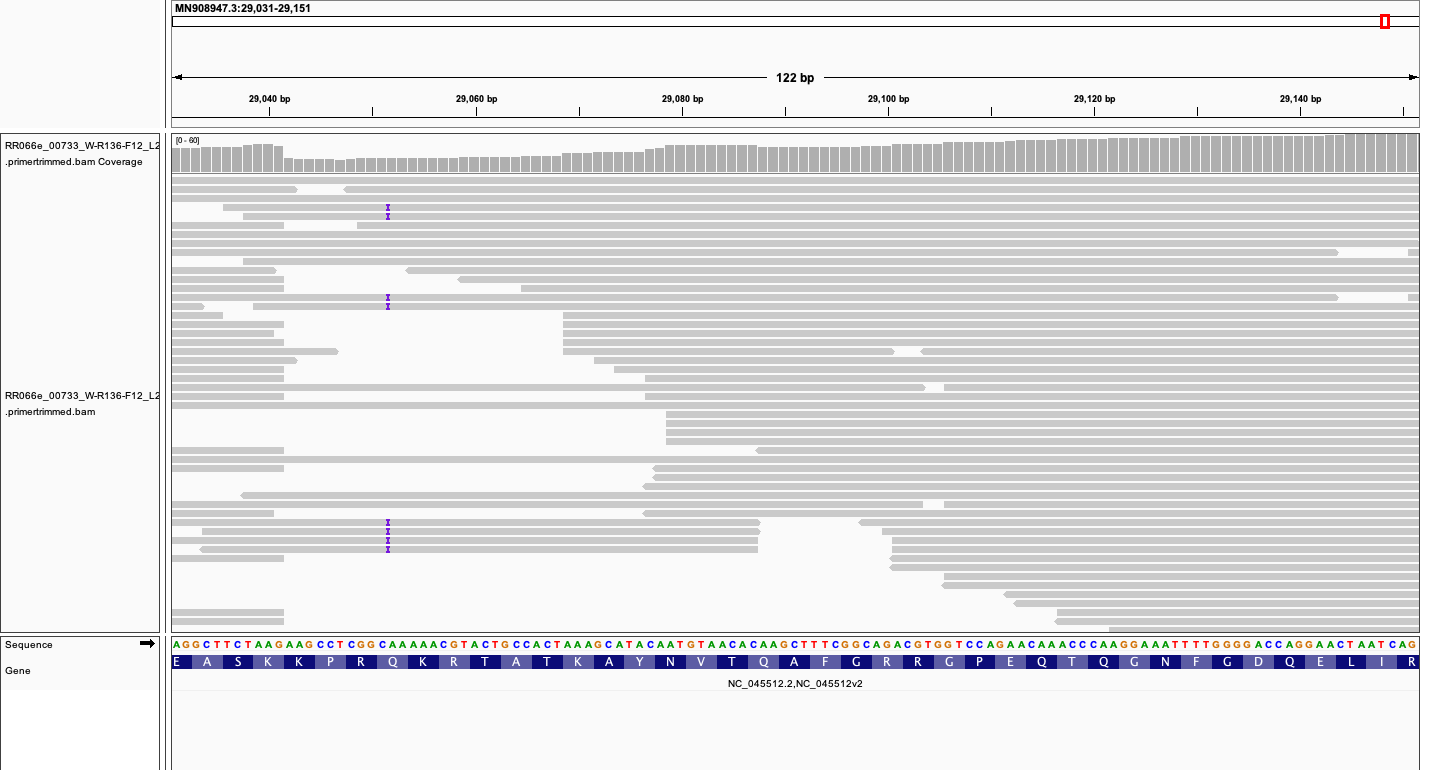 MN908947.3:29,031-29,151
122 bp
29,040 bp 29,060 bp 29,080 bp 29,100 bp 29,120 bp 29,140 bp
RR066e_00733_W-R136-F12_L2
.primertrimmed.bam Coverage
[0 - 60]
RR066e_00733_W-R136-F12_L2
.primertrimmed.bam
Sequence
AGGCTTCTAAGAAGCCTCGGCAAAAACGTACTGCCACTAAAGCATACAATGTAACACAAGCTTTCGGCAGACGTGGTCCAGAACAAACCCAAGGAAATTTTGGGGACCAGGAACTAATCAG
Gene
E A S K K P R Q K R T A T K A Y N V T Q A F G R R G P E Q T Q G N F G D Q E L I R
NC_045512.2,NC_045512v2